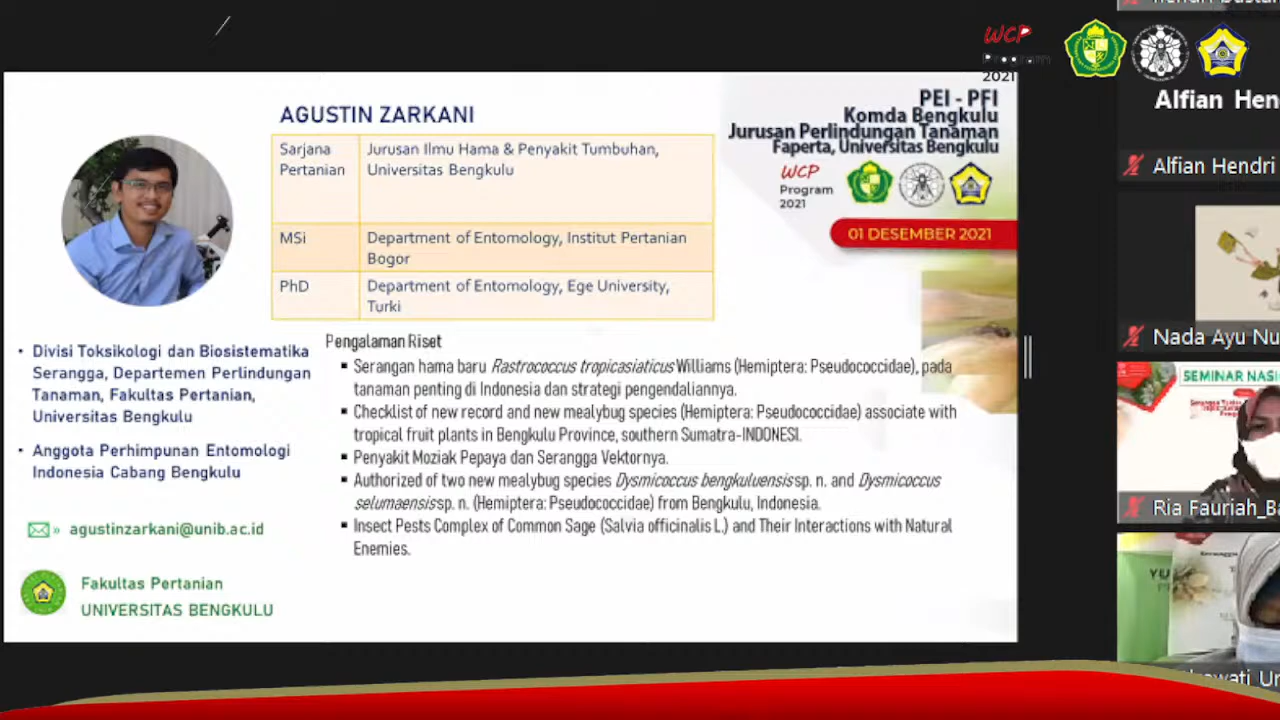 WCP
Program
2021
AGUSTIN ZARKANI
Sarjana Pertanian
Jurusan Ilmu Hama & Penyakit Tumbuhan,
Universitas Bengkulu
MSi
Department of Entomology, Institut Pertanian
Bogor
PhD
Department of Entomology, Ege University,
Turki
PEI - PFI
Komda Bengkulu
Jurusan Perlindungan Tanaman
Faperta, Universitas Bengkulu
WCP
Program
2021
01 DESEMBER 2021
• Divisi Toksikologi dan Biosistematika
Serangga, Departemen Perlindungan
Tanaman, Fakultas Pertanian,
Universitas Bengkulu
• Anggota Perhimpunan Entomologi
Indonesia Cabang Bengkulu
» agustinzarkani@unib.ac.id
Fakultas Pertanian
UNIVERSITAS BENGKULU
Pengalaman Riset
▪ Serangan hama baru Rastrococcus tropicasiaticusWilliams (Hemiptera: Pseudococcidae), pada
tanaman penting di Indonesia dan strategi pengendaliannya.
▪ Checklist of new record and new mealybug species (Hemiptera: Pseudococcidae) associate with
tropical fruit plants in Bengkulu Province, southern Sumatra-INDONESI.
▪ Penyakit Moziak Pepaya dan Serangga Vektornya.
▪ Authorized of two new mealybug species Dysmicoccus bengkuluensissp. n. and Dysmicoccus
selumaensissp. n. (Hemiptera: Pseudococcidae) from Bengkulu, Indonesia.
▪ Insect Pests Complex of Common Sage (Salvia officinalis L.) and Their Interactions with Natural
Enemies.
Alfian Hen
Alfian Hendri
Nada Ayu Nu
SEMINAR NASI
Ria Fauriah_Ba
YU